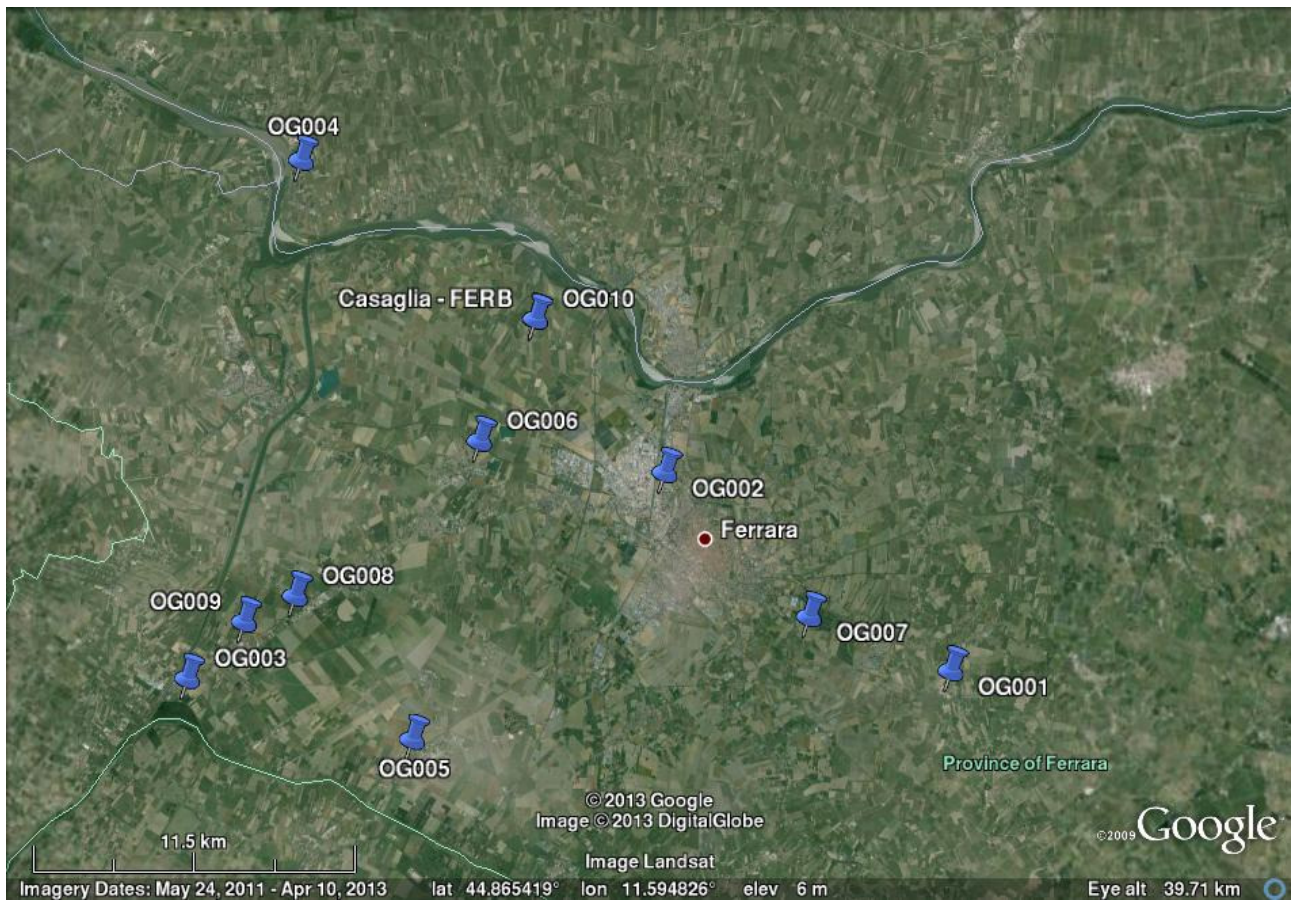 OG004
Casaglia - FERB
OG010
OG006
OG002
Ferrara
OG008
OG009
OG007
OG003
OG001
OG005
Province of Ferrara
© 2013 Google
Image © 2013 DigitalGlobe
11.5 km
©2009 Google
Image Landsat
Imagery Dates: May 24, 2011 - Apr 10, 2013 lat 44.865419° lon 11.594826° elev 6 m Eye alt 39.71 km